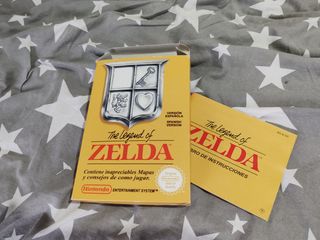 VERSIÓN
ESPAÑOLA
SPANISH
VERSION
The Legend of
ZELDA
Contiene inapreciables Mapas
y consejos de como jugar.
Nintendo
ENTERTAINMENT SYSTEM
The Legend of
ZELDA
LIBRO DE INSTRUCCIONES